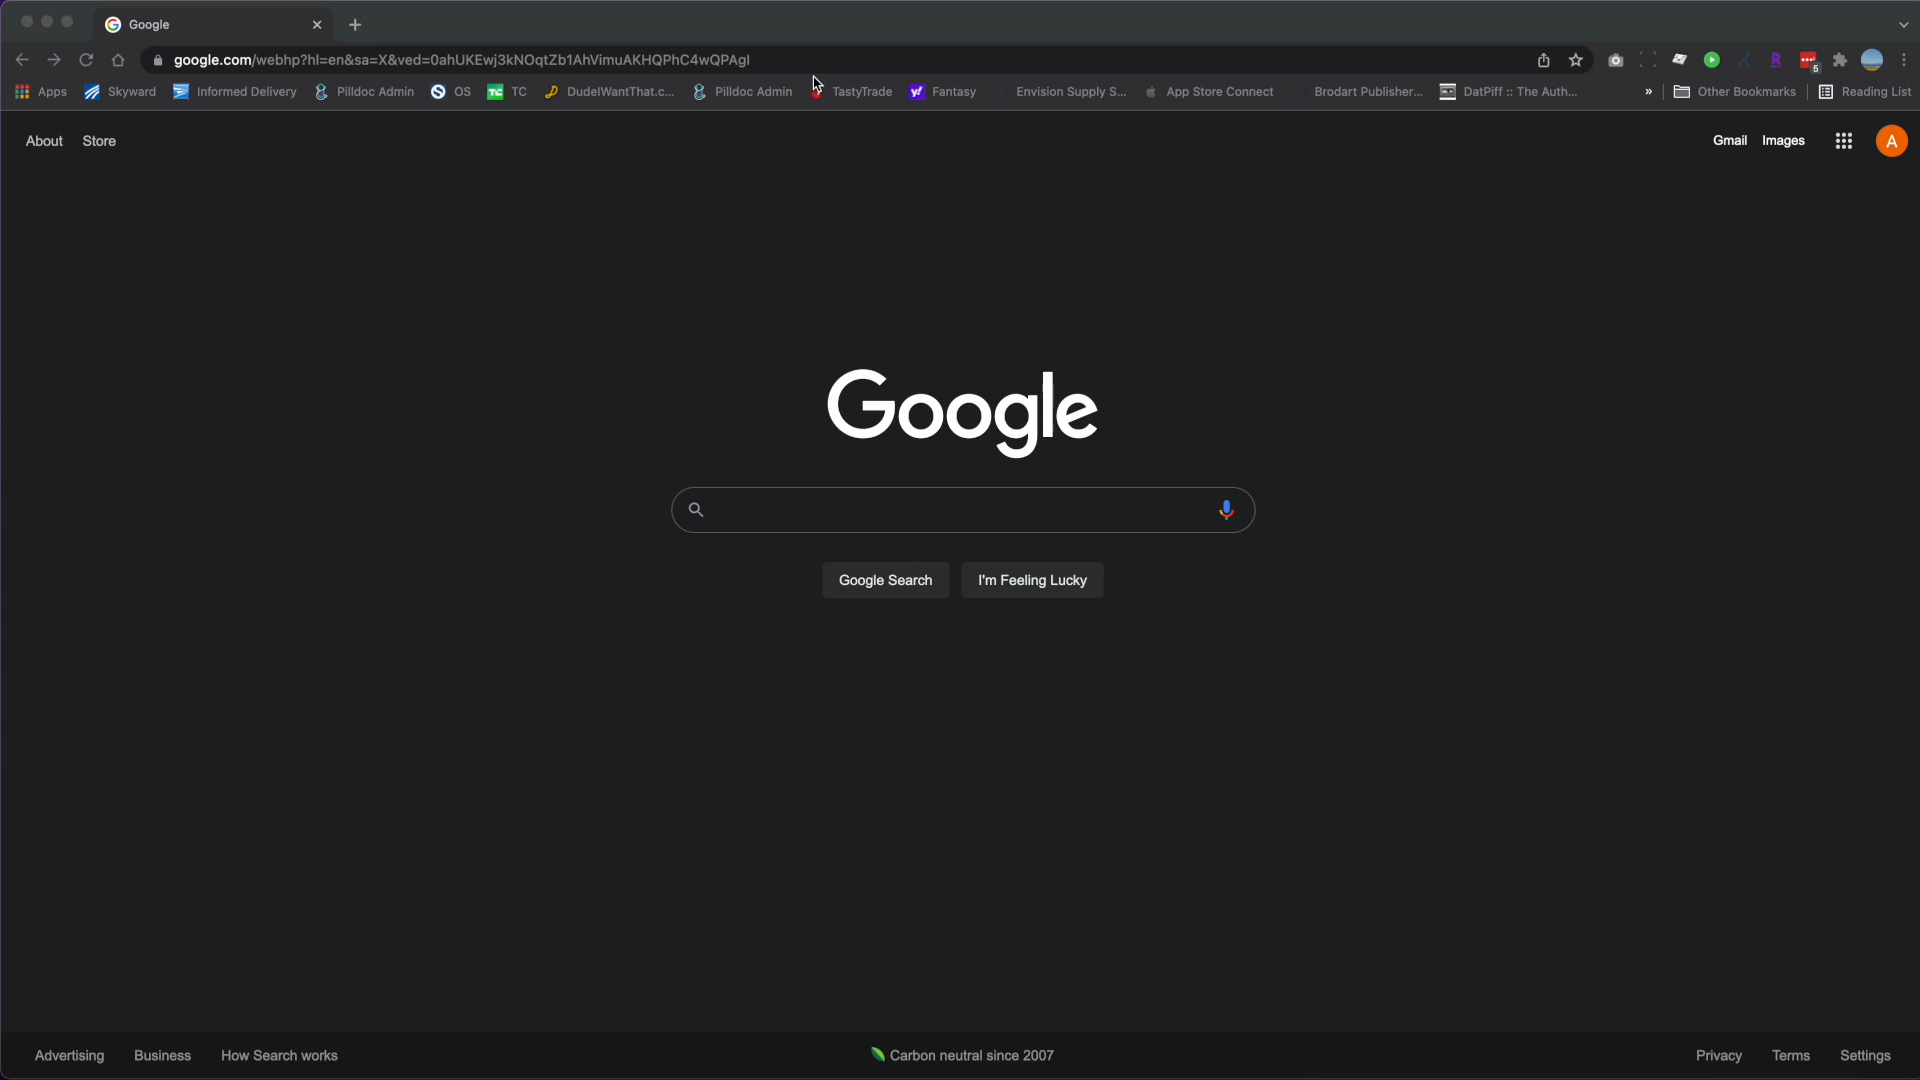 Google
google.com/webhp?hl=en&sa=X&ved=0ahUKEwj3kNOqtZb1AhVimuAKHQPhC4wQPAgI
Apps Skyward Informed Delivery Pilldoc Admin OS TC DudeIWantThat.c... Pilldoc Admin TastyTrade Fantasy Envision Supply S... App Store Connect Brodart Publisher... DatPiff :: The Auth... » Other Bookmarks Reading List
About Store Gmail Images A
Google
Google Search I'm Feeling Lucky
Advertising Business How Search works Carbon neutral since 2007 Privacy Terms Settings